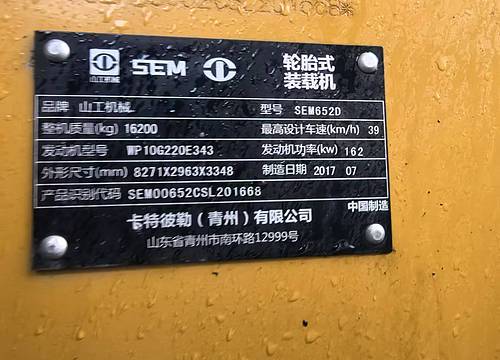 山工机械 SEM 轮胎式
装载机
品牌 山工机械 型号 SEM652D
整机质量(kg) 16200 最高设计车速(km/h) 39
发动机型号 WP10G220E343 发动机功率(kw) 162
外形尺寸(mm) 8271X2963X3348 制造日期 2017 07
产品识别代码 SEM00652CSL201668
中国制造
卡特彼勒（青州）有限公司
山东省青州市南环路12999号